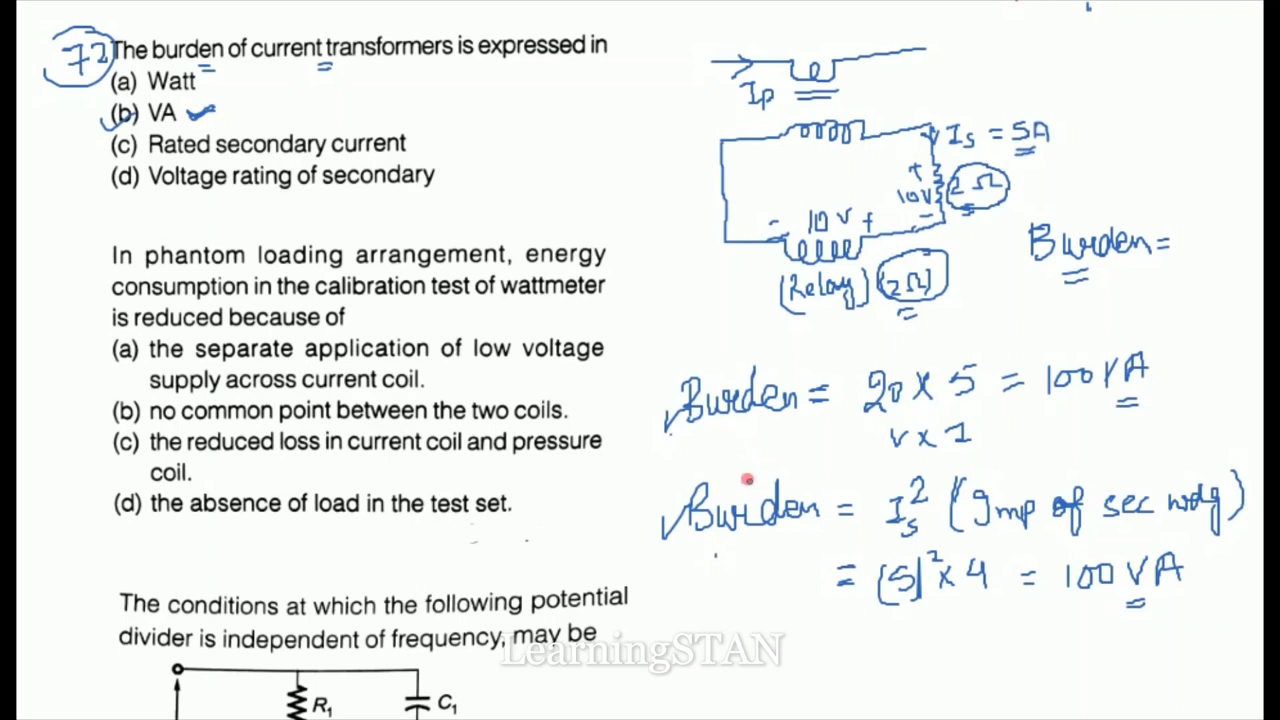 72
The burden of current transformers is expressed in
(a) Watt
(b) VA
(c) Rated secondary current
(d) Voltage rating of secondary
In phantom loading arrangement, energy
consumption in the calibration test of wattmeter
is reduced because of
(a) the separate application of low voltage
supply across current coil.
(b) no common point between the two coils.
(c) the reduced loss in current coil and pressure
coil.
(d) the absence of load in the test set.
The conditions at which the following potential
divider is independent of frequency, may be
R₁
C₁
Ip
Is = 5A
+
10V
-
2Ω
- 10V +
(Relay) (2Ω)
Burden =
Burden = 20 × 5 = 100VA
V × I
Burden = Is² (Imp of sec wdg)
= (5)² × 4 = 100 VA
LearningSTAN